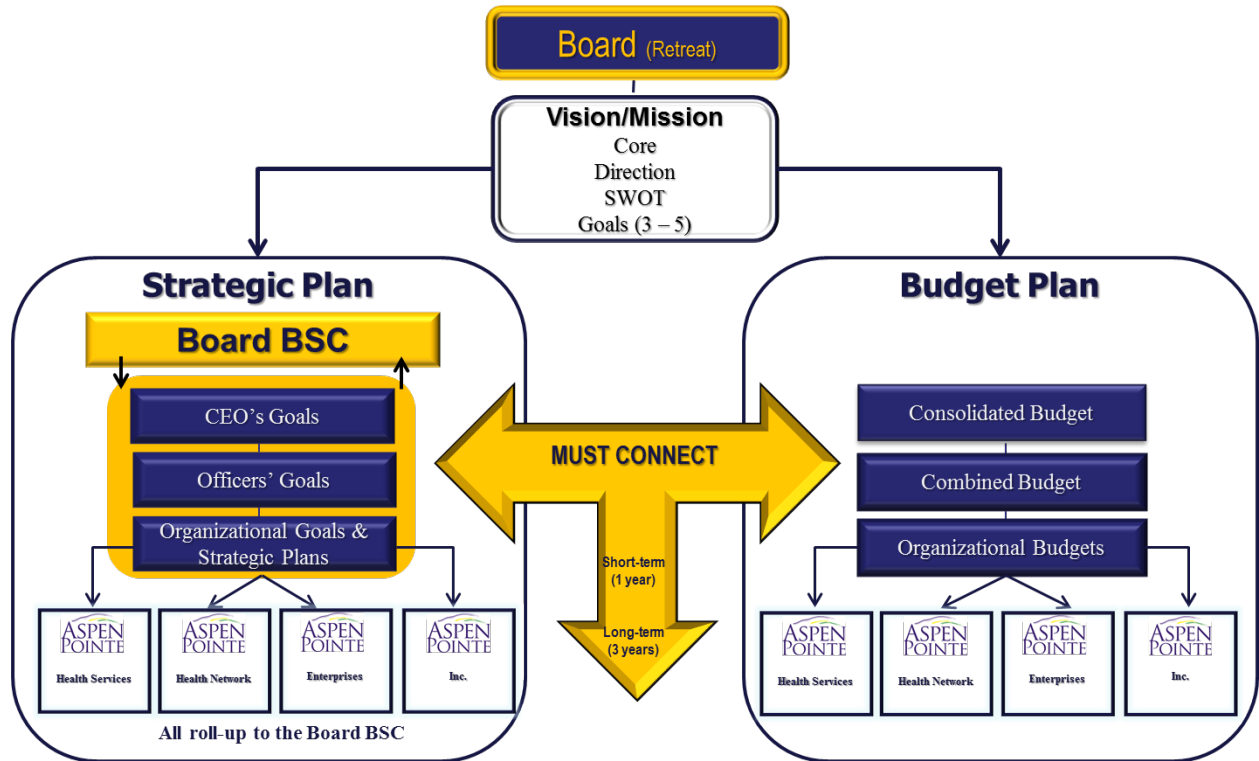 Board (Retreat)
Vision/Mission
Core
Direction
SWOT
Goals (3 – 5)
Strategic Plan
Board BSC
CEO’s Goals
Officers’ Goals
Organizational Goals &
Strategic Plans
ASPEN
POINTE
Health Services
ASPEN
POINTE
Health Network
ASPEN
POINTE
Enterprises
ASPEN
POINTE
Inc.
All roll-up to the Board BSC
MUST CONNECT
Short-term
(1 year)
Long-term
(3 years)
Budget Plan
Consolidated Budget
Combined Budget
Organizational Budgets
ASPEN
POINTE
Health Services
ASPEN
POINTE
Health Network
ASPEN
POINTE
Enterprises
ASPEN
POINTE
Inc.